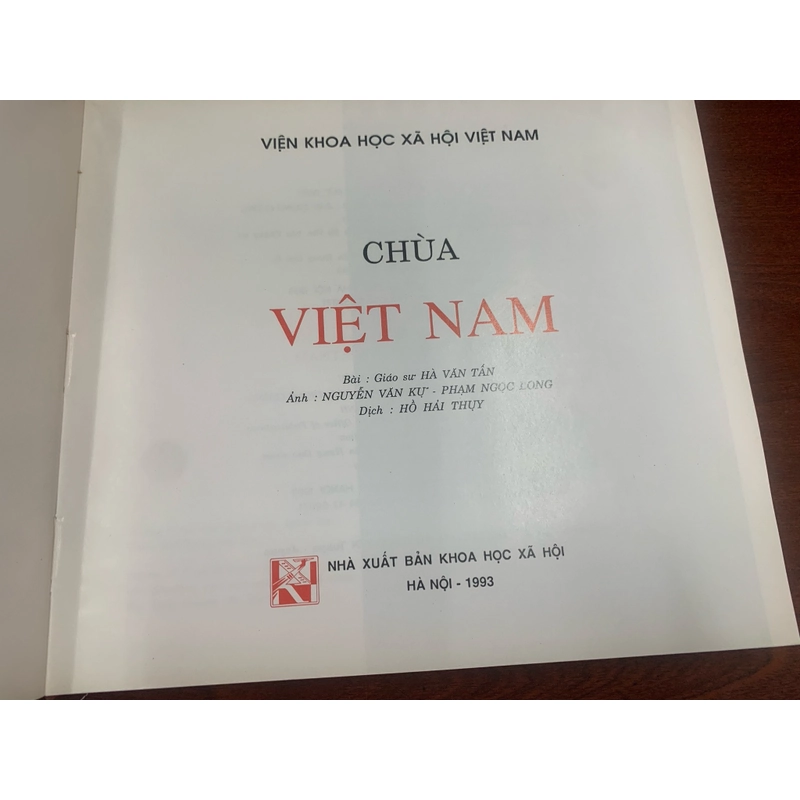 VIỆN KHOA HỌC XÃ HỘI VIỆT NAM
CHÙA
VIỆT NAM
Bài : Giáo sư HÀ VĂN TẤN
Ảnh : NGUYỄN VĂN KỰ - PHẠM NGỌC LONG
Dịch : HỒ HẢI THỤY
NHÀ XUẤT BẢN KHOA HỌC XÃ HỘI
HÀ NỘI - 1993